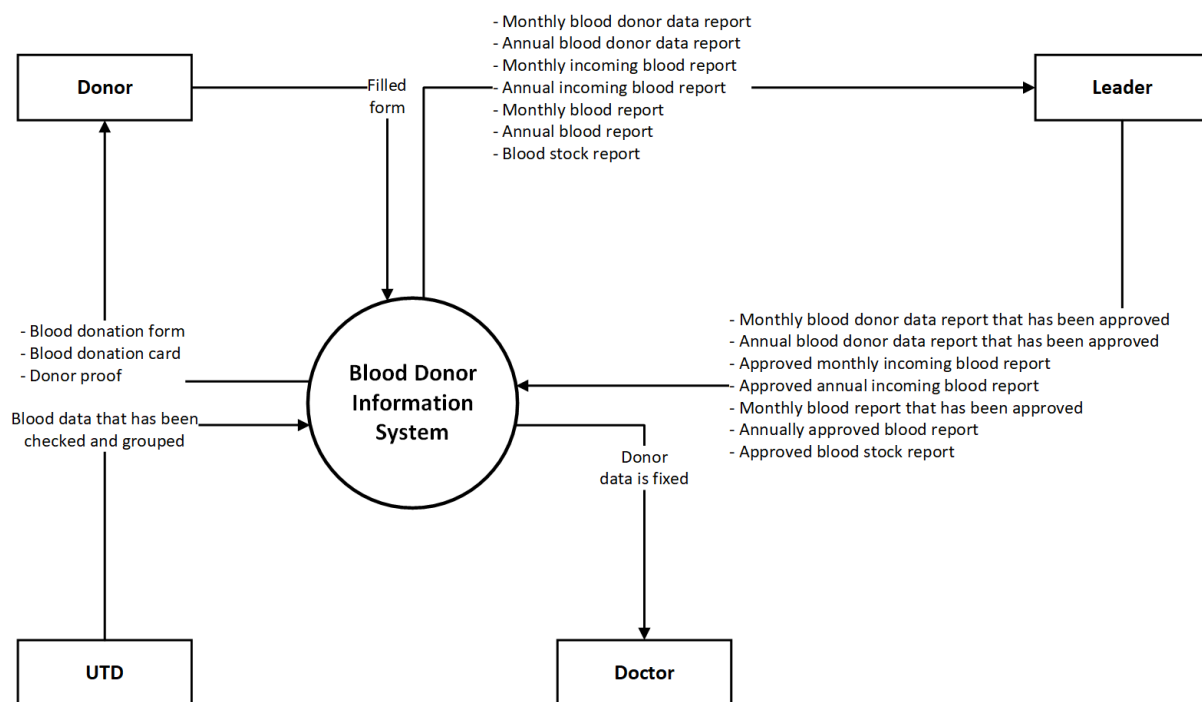 - Monthly blood donor data report
- Annual blood donor data report
- Monthly incoming blood report
- Annual incoming blood report
- Monthly blood report
- Annual blood report
- Blood stock report
Donor
Filled
form
Leader
- Blood donation form
- Blood donation card
- Donor proof
Blood data that has been
checked and grouped
Blood Donor
Information
System
- Monthly blood donor data report that has been approved
- Annual blood donor data report that has been approved
- Approved monthly incoming blood report
- Approved annual incoming blood report
- Monthly blood report that has been approved
- Annually approved blood report
- Approved blood stock report
Donor
data is fixed
UTD
Doctor